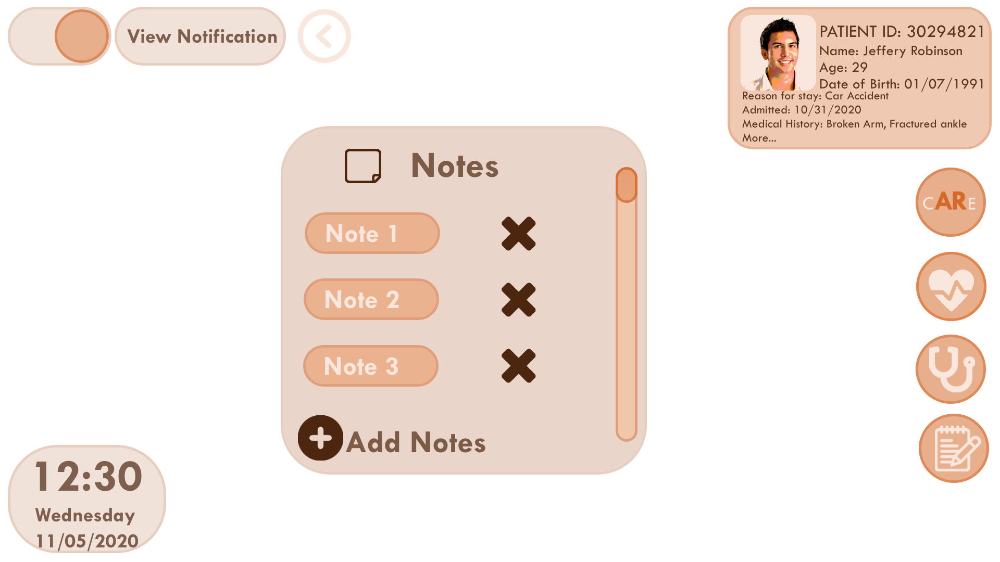 View Notification
PATIENT ID: 30294821
Name: Jeffery Robinson
Age: 29
Date of Birth: 01/07/1991
Reason for stay: Car Accident
Admitted: 10/31/2020
Medical History: Broken Arm, Fractured ankle
More...
Notes
Note 1
Note 2
Note 3
Add Notes
CARE
12:30
Wednesday
11/05/2020